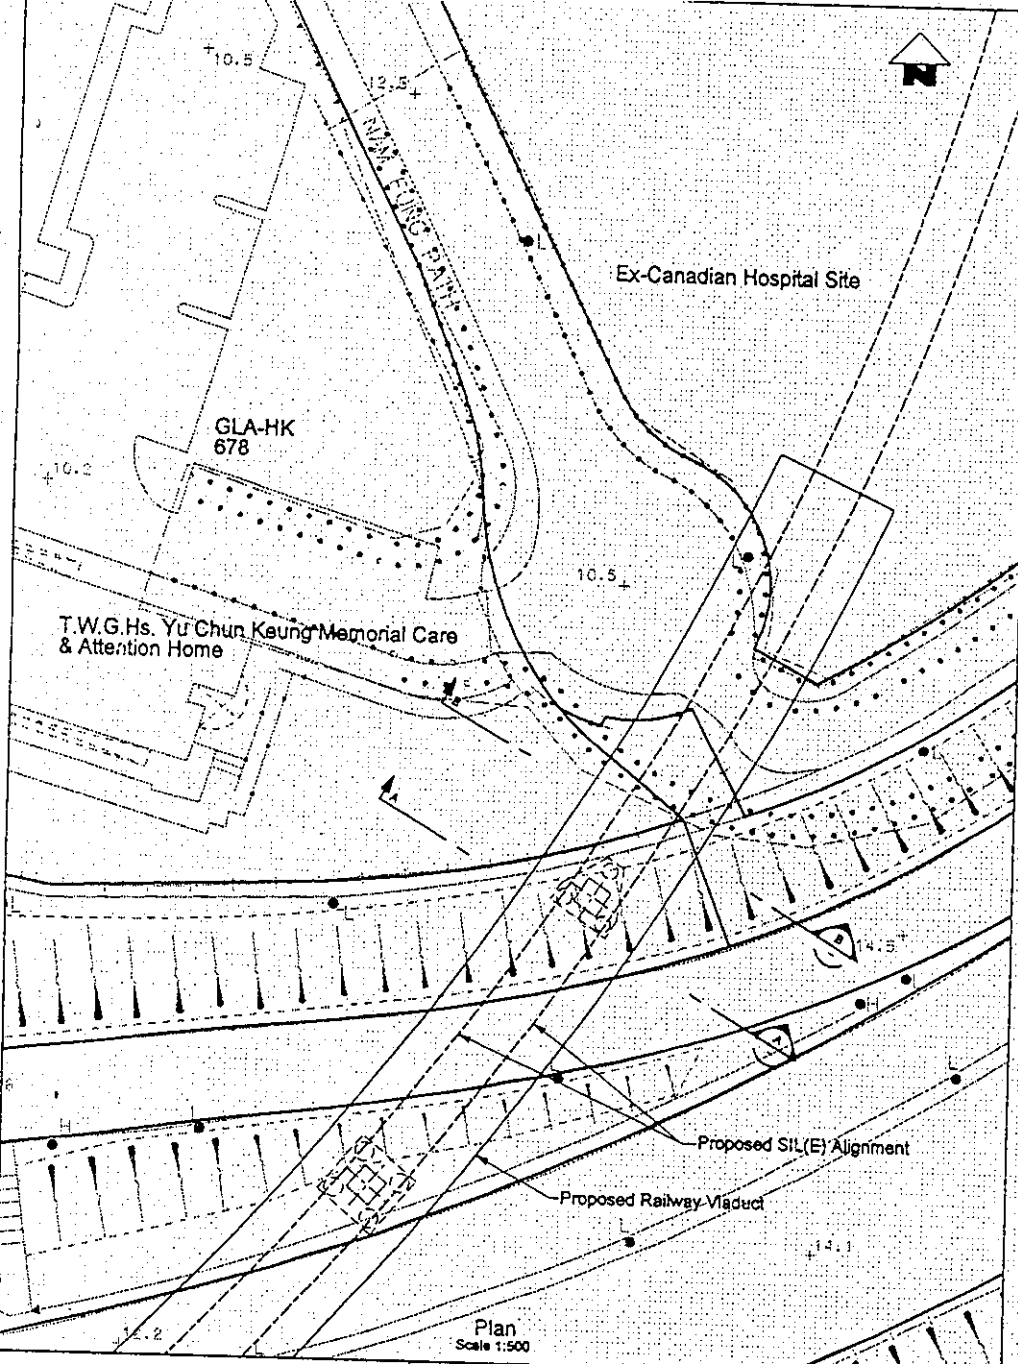 10.5
12.5
N
NAM FUNG PATH
L
Ex-Canadian Hospital Site
GLA-HK
678
10.2
10.5
T.W.G.Hs. Yu Chun Keung Memorial Care
& Attention Home
B
A
L
L
B
14.5
L
H
A
L
H
Proposed SIL(E) Alignment
Proposed Railway Viaduct
L
14.1
Plan
Scale 1:500